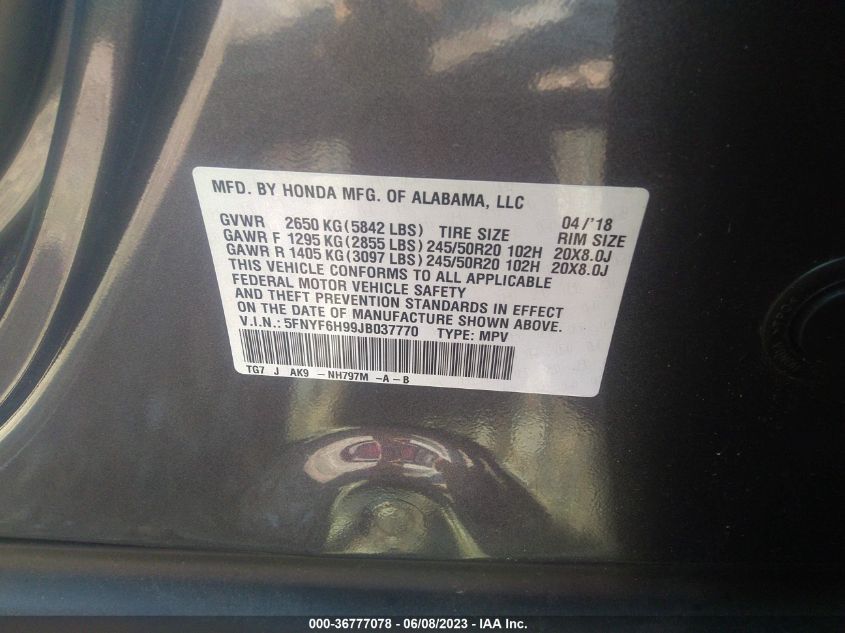 MFD. BY HONDA MFG. OF ALABAMA, LLC
GVWR 2650 KG(5842 LBS) TIRE SIZE 04/'18 RIM SIZE
GAWR F 1295 KG(2855 LBS)245/50R20 102H 20X8.0J
GAWR R 1405 KG(3097 LBS)245/50R20 102H 20X8.0J
THIS VEHICLE CONFORMS TO ALL APPLICABLE
FEDERAL MOTOR VEHICLE SAFETY
AND THEFT PREVENTION STANDARDS IN EFFECT
ON THE DATE OF MANUFACTURE SHOWN ABOVE.
V.I.N.: 5FNYF6H99JB037770 TYPE: MPV
TG7 J AK9 -NH797M -A-B
000-36777078 - 06/08/2023 - IAA Inc.